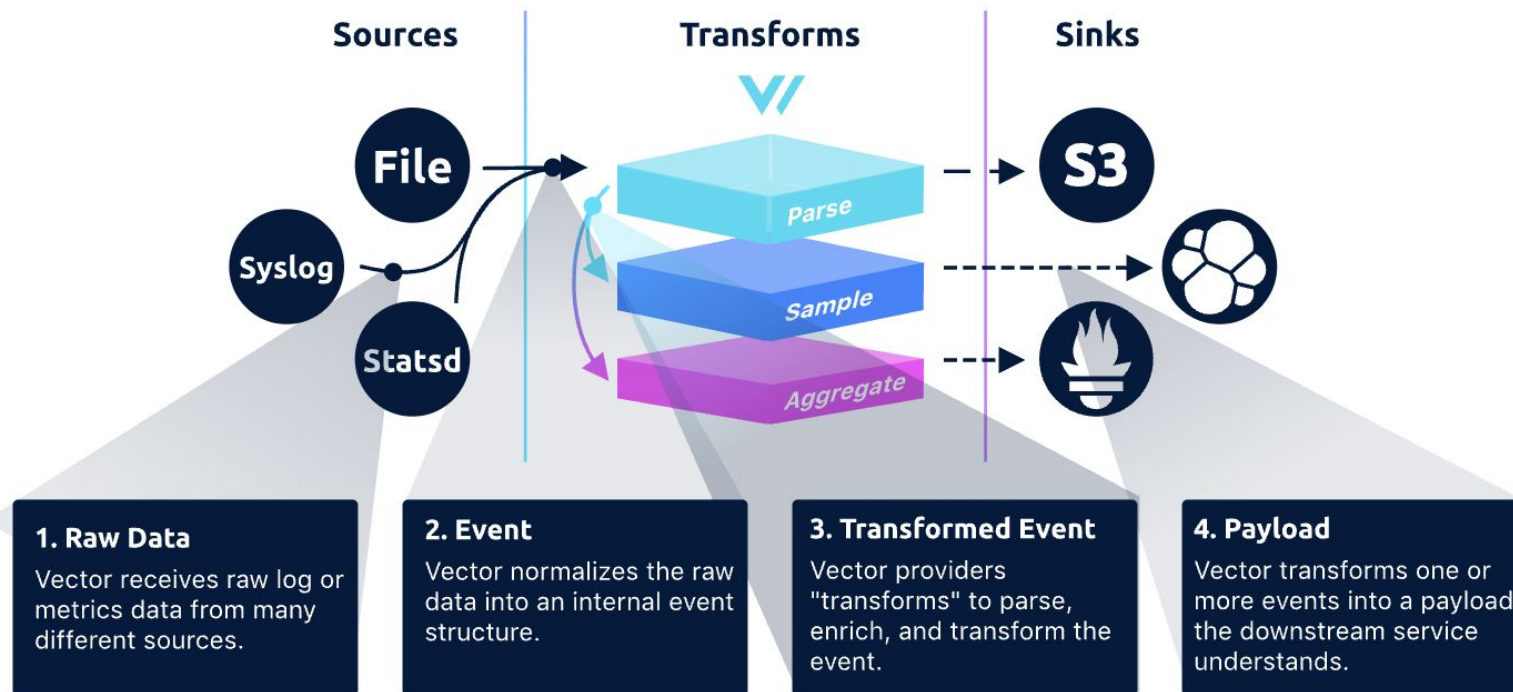 Sources
Transforms
Sinks
File
Syslog
Statsd
Parse
Sample
Aggregate
S3
1. Raw Data
Vector receives raw log or
metrics data from many
different sources.
2. Event
Vector normalizes the raw
data into an internal event
structure.
3. Transformed Event
Vector providers
"transforms" to parse,
enrich, and transform the
event.
4. Payload
Vector transforms one or
more events into a payload
the downstream service
understands.